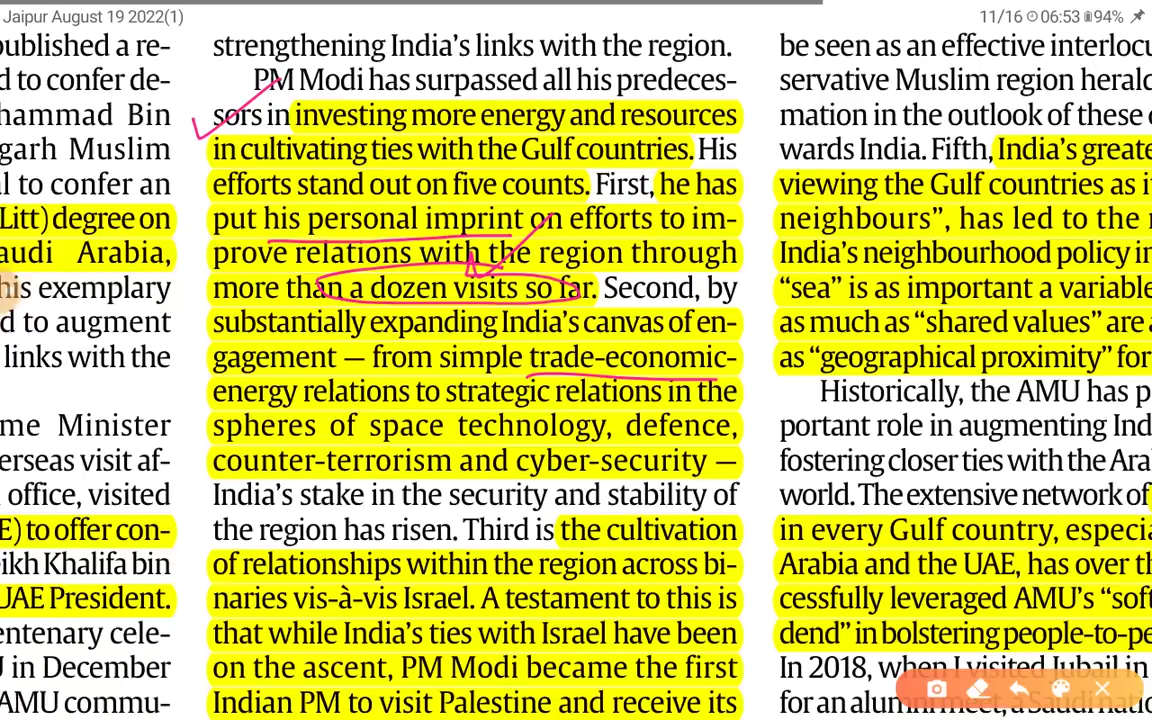 Jaipur August 19 2022(1)
11/16 06:53 94%
published a re-
d to confer de-
hammad Bin
garh Muslim
l to confer an
Litt) degree on
audi Arabia,
his exemplary
d to augment
links with the
me Minister
erseas visit af-
office, visited
E) to offer con-
eikh Khalifa bin
UAE President.
entenary cele-
J in December
AMU commu-
strengthening India's links with the region.
PM Modi has surpassed all his predeces-
sors in investing more energy and resources
in cultivating ties with the Gulf countries. His
efforts stand out on five counts. First, he has
put his personal imprint on efforts to im-
prove relations with the region through
more than a dozen visits so far. Second, by
substantially expanding India's canvas of en-
gagement — from simple trade-economic-
energy relations to strategic relations in the
spheres of space technology, defence,
counter-terrorism and cyber-security —
India's stake in the security and stability of
the region has risen. Third is the cultivation
of relationships within the region across bi-
naries vis-à-vis Israel. A testament to this is
that while India's ties with Israel have been
on the ascent, PM Modi became the first
Indian PM to visit Palestine and receive its
be seen as an effective interlocu
servative Muslim region herald
mation in the outlook of these c
wards India. Fifth, India's greate
viewing the Gulf countries as i
neighbours", has led to the r
India's neighbourhood policy in
"sea" is as important a variable
as much as "shared values" are a
as "geographical proximity" for
Historically, the AMU has p
portant role in augmenting Ind
fostering closer ties with the Ara
world. The extensive network of
in every Gulf country, especia
Arabia and the UAE, has over th
cessfully leveraged AMU's "soft
dend" in bolstering people-to-pe
In 2018, when I visited Jubail in
for an alumni meet, a Saudi natio